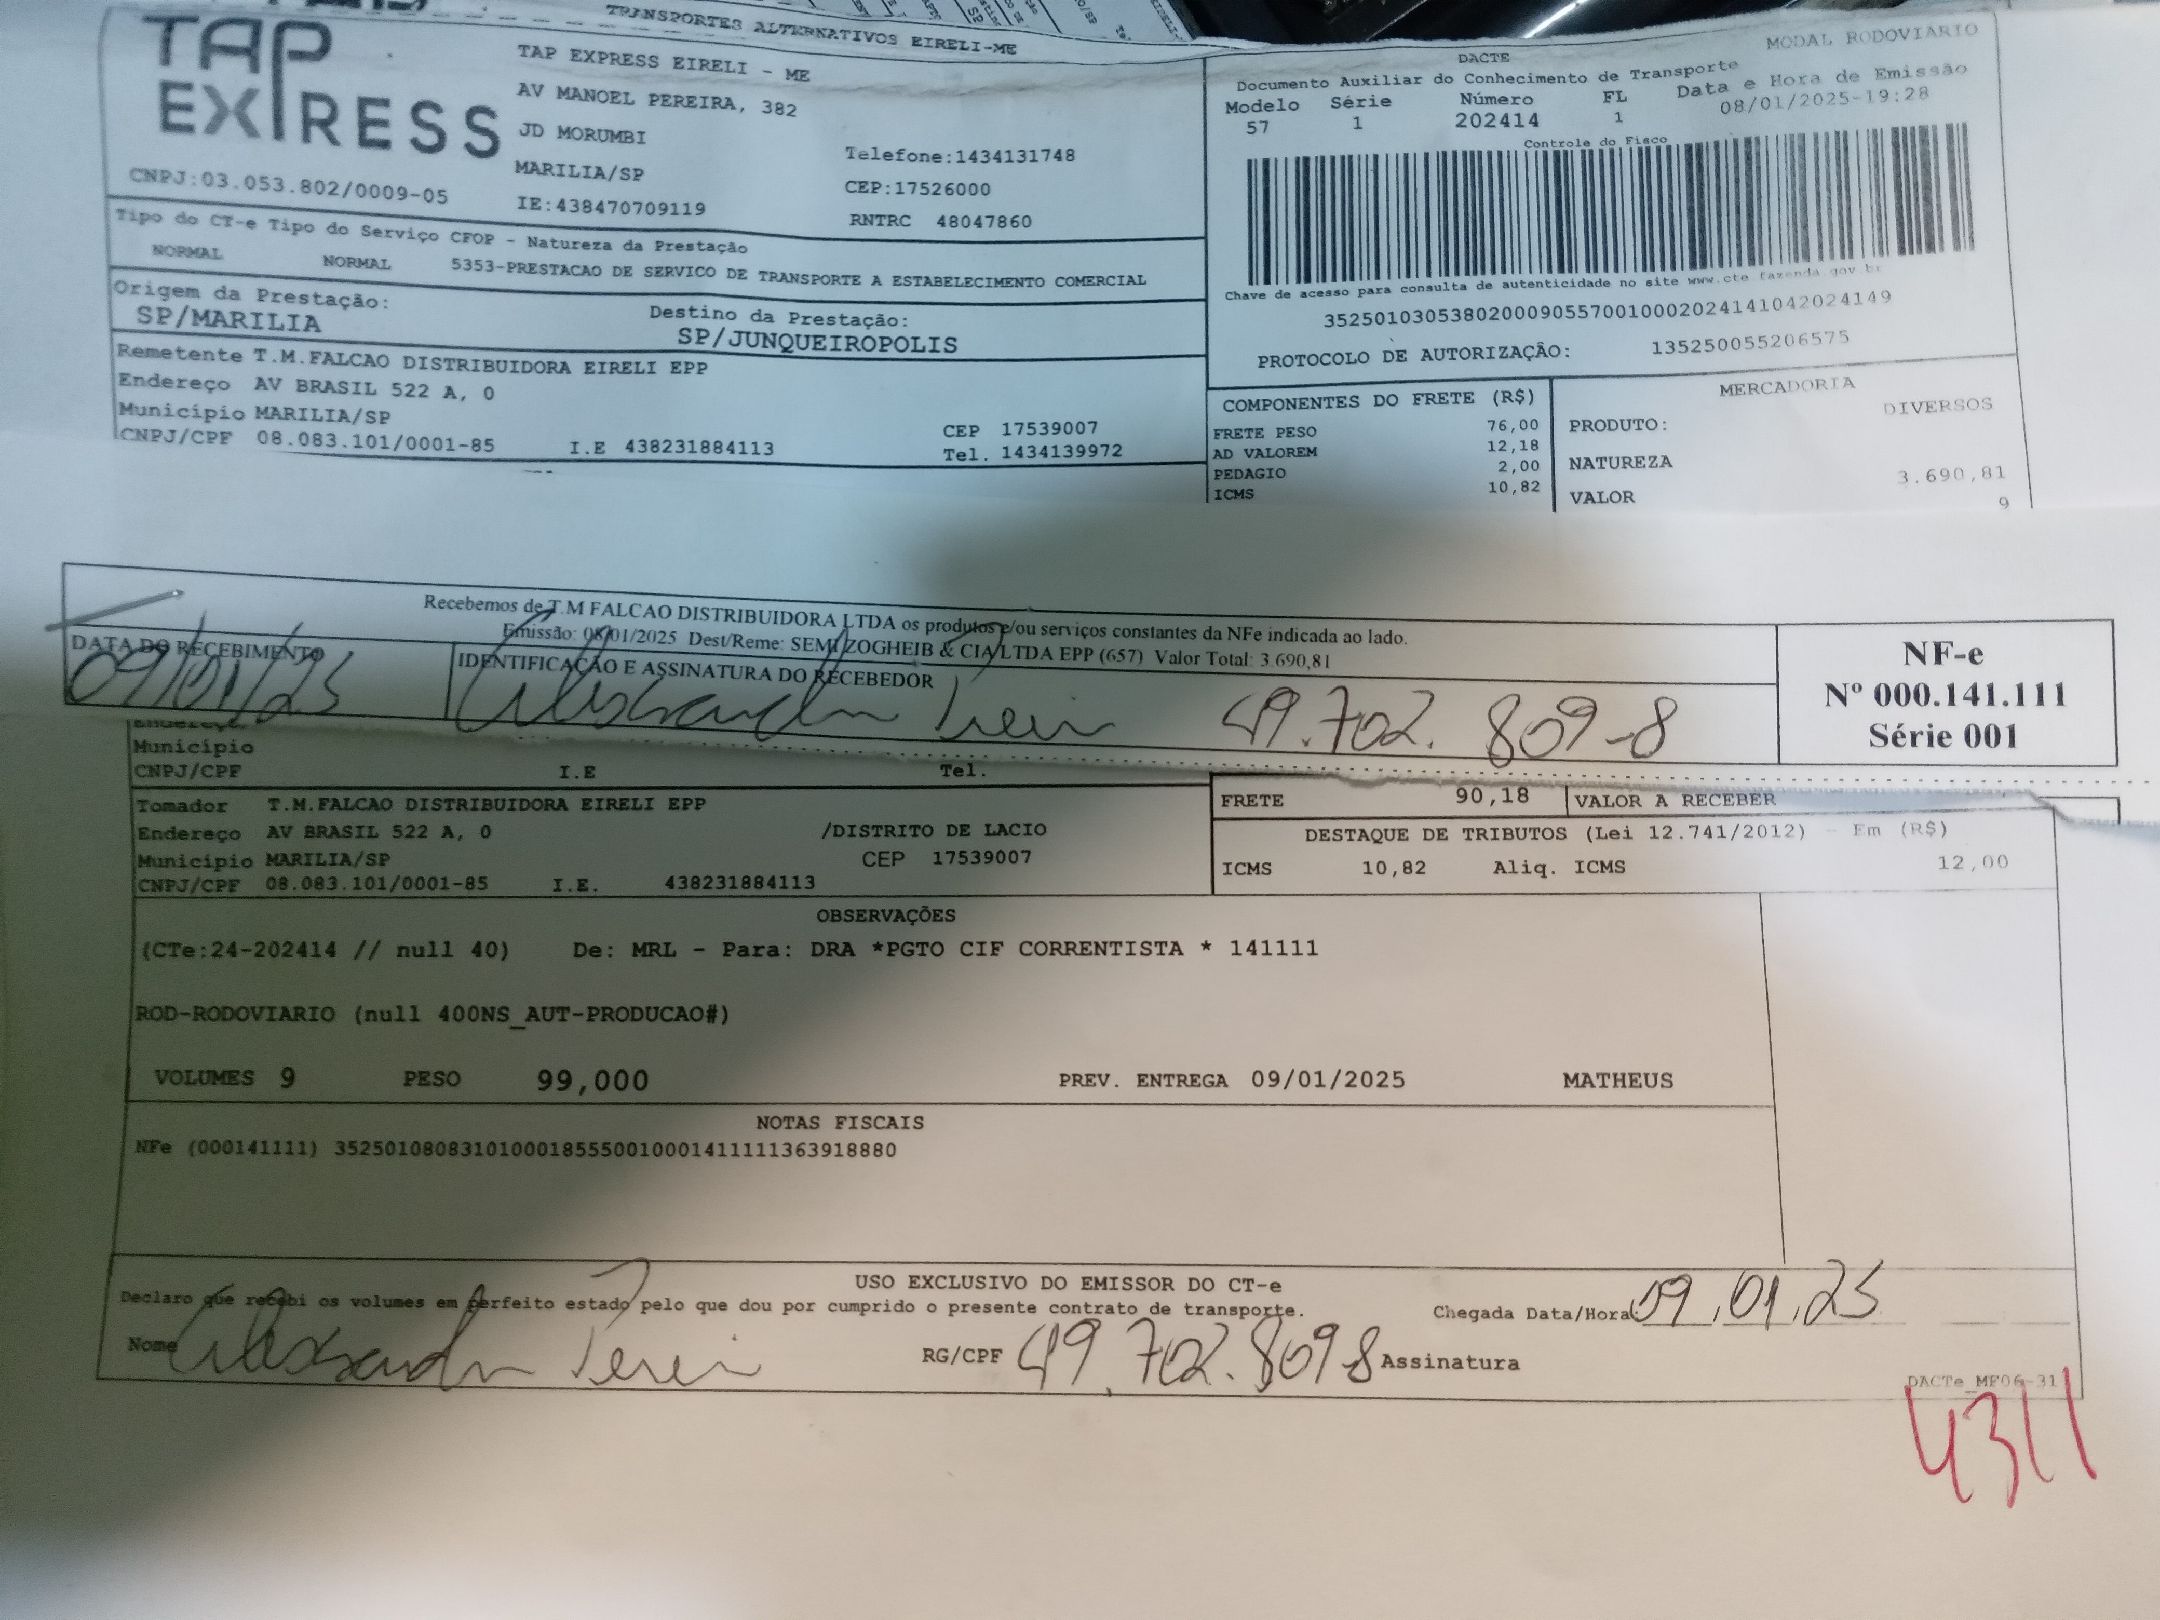 TRANSPORTES ALTERNATIVOS EIRELI-ME
TAP EXPRESS
CNPJ:03.053.802/0009-05
TAP EXPRESS EIRELI - ME
AV MANOEL PEREIRA, 382
JD MORUMBI
MARILIA/SP
IE:438470709119
Telefone:1434131748
CEP:17526000
RNTRC 48047860
DACTE
MODAL RODOVIARIO
Documento Auxiliar do Conhecimento de Transporte
Modelo Série Número FL Data e Hora de Emissão
57 1 202414 1 08/01/2025-19:28
Controle do Fisco
Chave de acesso para consulta de autenticidade no site www.cte.fazenda.gov.br
35250103053802000905570010002024141042024149
PROTOCOLO DE AUTORIZAÇÃO: 135250055206575
Tipo do CT-e Tipo do Serviço CFOP - Natureza da Prestação
NORMAL NORMAL 5353-PRESTACAO DE SERVICO DE TRANSPORTE A ESTABELECIMENTO COMERCIAL
Origem da Prestação: Destino da Prestação:
SP/MARILIA SP/JUNQUEIROPOLIS
Remetente T.M.FALCAO DISTRIBUIDORA EIRELI EPP
Endereço AV BRASIL 522 A, 0
Município MARILIA/SP CEP 17539007
CNPJ/CPF 08.083.101/0001-85 I.E 438231884113 Tel. 1434139972
COMPONENTES DO FRETE (R$)
FRETE PESO 76,00
AD VALOREM 12,18
PEDAGIO 2,00
ICMS 10,82
MERCADORIA
PRODUTO: DIVERSOS
NATUREZA
VALOR 3.690,81
9
Recebemos de T.M FALCAO DISTRIBUIDORA LTDA os produtos e/ou serviços constantes da NFe indicada ao lado.
Emissão: 08/01/2025 Dest/Reme: SEMI ZOGHEIB & CIA LTDA EPP (657) Valor Total: 3.690,81
DATA DO RECEBIMENTO IDENTIFICAÇÃO E ASSINATURA DO RECEBEDOR
09/01/25 49.702.809-8
NF-e
Nº 000.141.111
Série 001
Endereço
Município
CNPJ/CPF I.E Tel.
Tomador T.M.FALCAO DISTRIBUIDORA EIRELI EPP
Endereço AV BRASIL 522 A, 0 /DISTRITO DE LACIO
Município MARILIA/SP CEP 17539007
CNPJ/CPF 08.083.101/0001-85 I.E. 438231884113
FRETE 90,18 VALOR A RECEBER
DESTAQUE DE TRIBUTOS (Lei 12.741/2012) - Em (R$)
ICMS 10,82 Aliq. ICMS 12,00
OBSERVAÇÕES
(CTe:24-202414 // null 40) De: MRL - Para: DRA *PGTO CIF CORRENTISTA * 141111
ROD-RODOVIARIO (null 400NS_AUT-PRODUCAO#)
VOLUMES 9 PESO 99,000 PREV. ENTREGA 09/01/2025 MATHEUS
NOTAS FISCAIS
NFe (000141111) 35250108083101000185550010001411111363918880
USO EXCLUSIVO DO EMISSOR DO CT-e
Declaro que recebi os volumes em perfeito estado pelo que dou por cumprido o presente contrato de transporte.
Chegada Data/Hora: 09.01.25
Nome RG/CPF 49.702.809-8 Assinatura
DACTe_MF06-31
4311